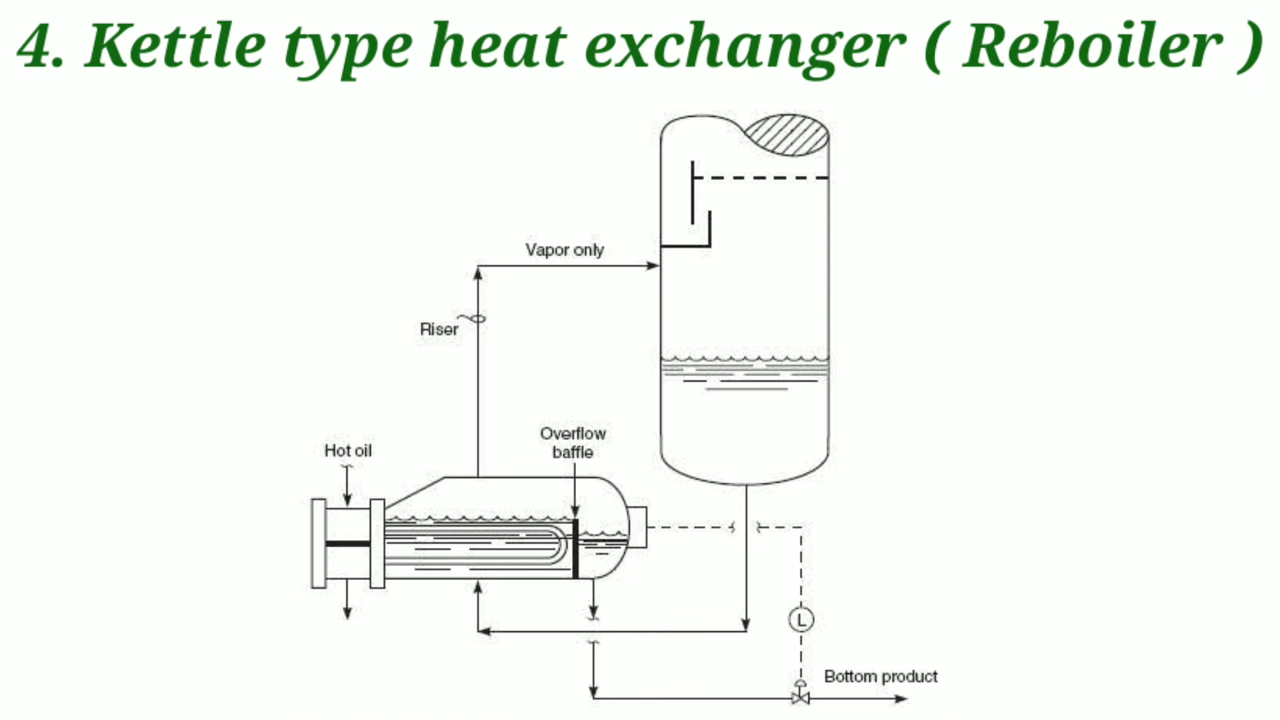 4. Kettle type heat exchanger ( Reboiler )
Vapor only
Riser
Overflow
baffle
Hot oil
L
Bottom product